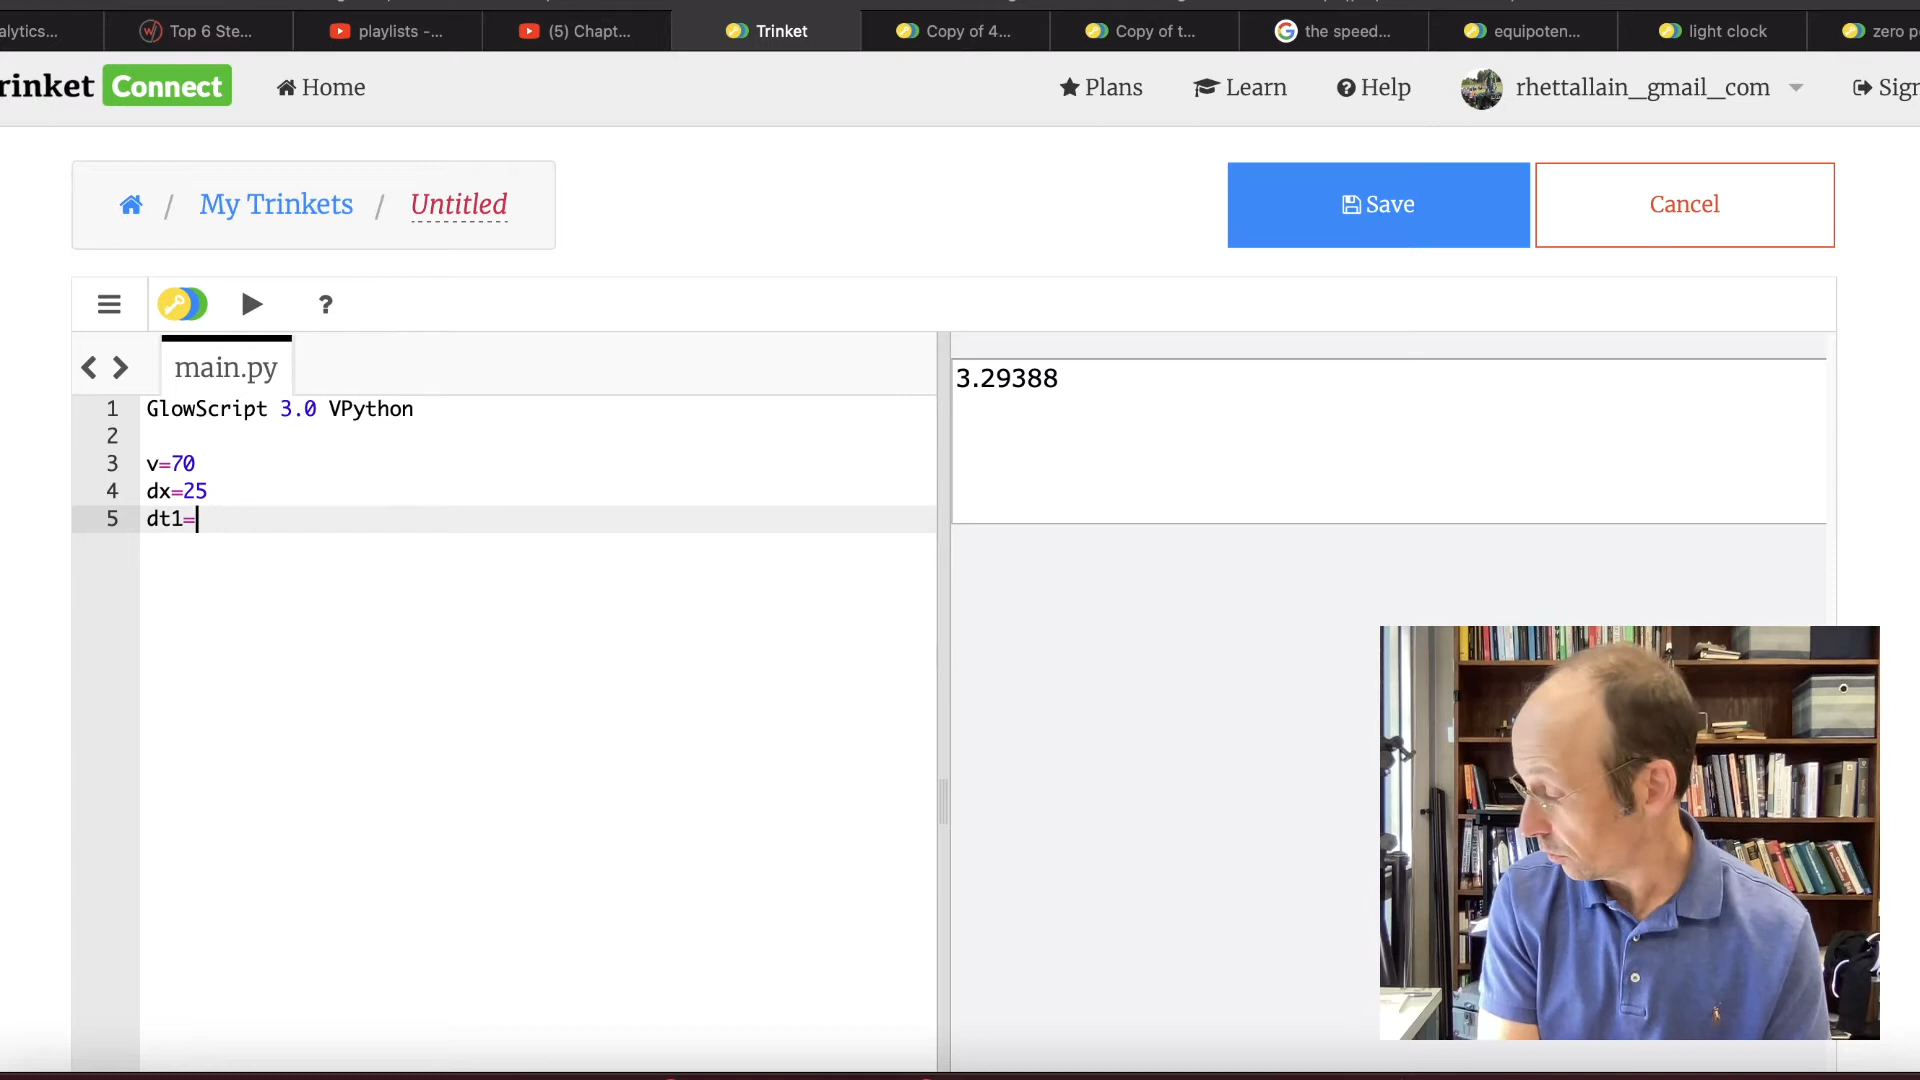 alytics...
Top 6 Ste...
playlists -...
(5) Chapt...
Trinket
Copy of 4...
Copy of t...
the speed...
equipoten...
light clock
zero p
rinket Connect
Home
Plans
Learn
Help
rhettallain_gmail_com
Sign
/ My Trinkets / Untitled
Save
Cancel
?
main.py
1 GlowScript 3.0 VPython
2
3 v=70
4 dx=25
5 dt1=
3.29388